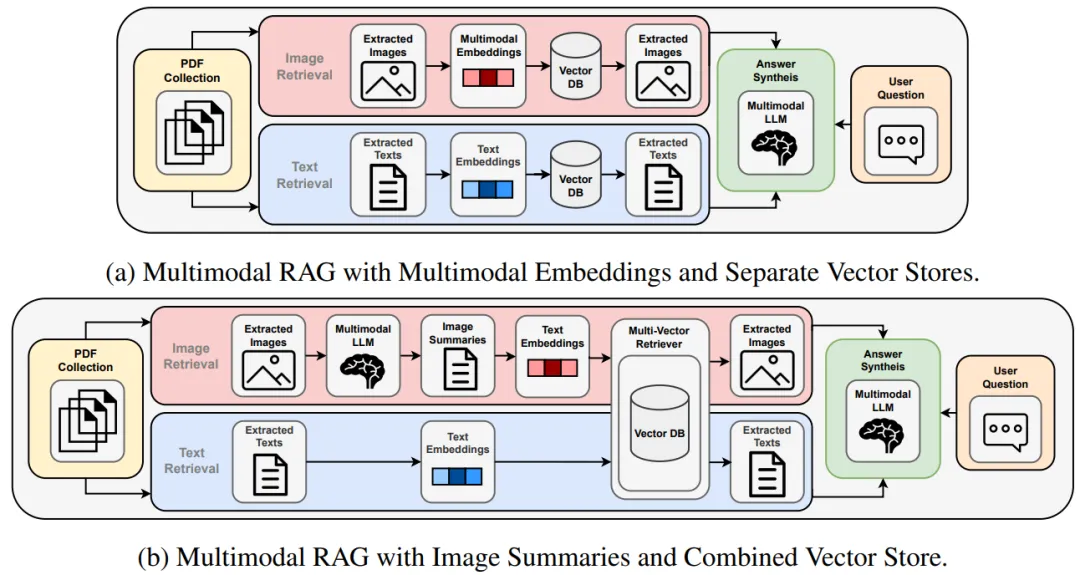 PDF
Collection
Image
Retrieval
Extracted
Images
Multimodal
Embeddings
Vector
DB
Extracted
Images
Text
Retrieval
Extracted
Texts
Text
Embeddings
Vector
DB
Extracted
Texts
Answer
Syntheis
Multimodal
LLM
User
Question
(a) Multimodal RAG with Multimodal Embeddings and Separate Vector Stores.
PDF
Collection
Image
Retrieval
Extracted
Images
Multimodal
LLM
Image
Summaries
Text
Embeddings
Multi-Vector
Retriever
Vector DB
Extracted
Images
Text
Retrieval
Extracted
Texts
Text
Embeddings
Extracted
Texts
Answer
Syntheis
Multimodal
LLM
User
Question
(b) Multimodal RAG with Image Summaries and Combined Vector Store.